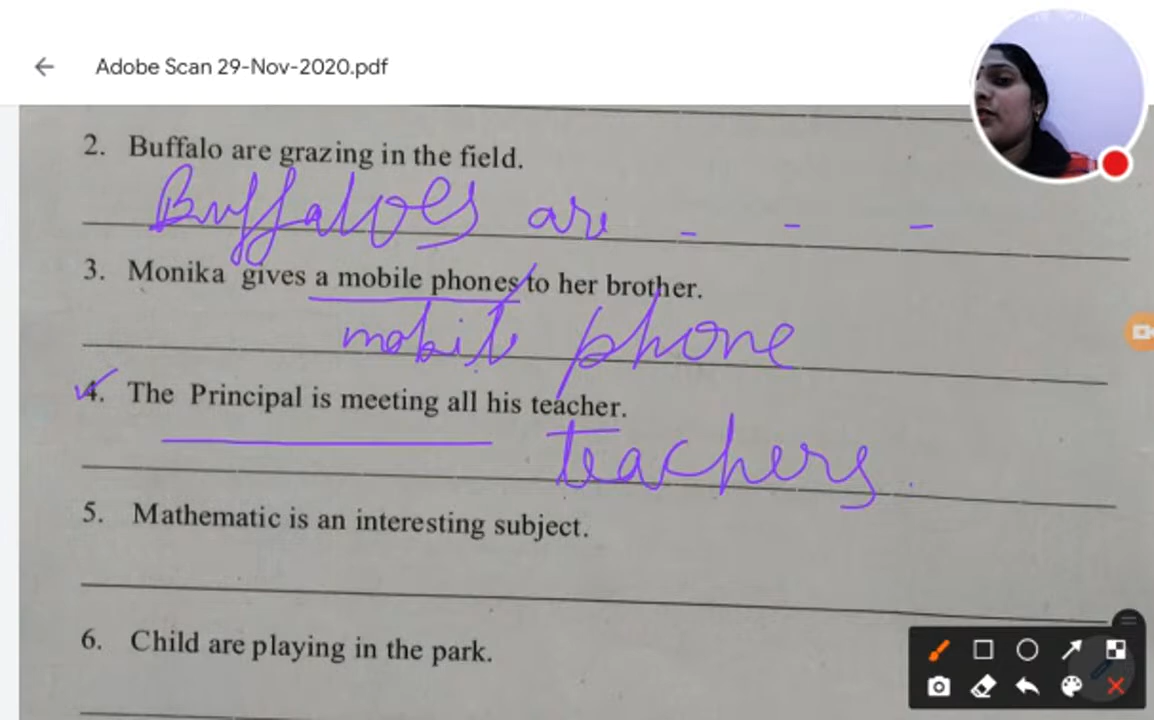 Adobe Scan 29-Nov-2020.pdf
2. Buffalo are grazing in the field.
Buffaloes are - - -
3. Monika gives a mobile phones to her brother.
mobile phone
4. The Principal is meeting all his teacher.
teachers.
5. Mathematic is an interesting subject.
6. Child are playing in the park.